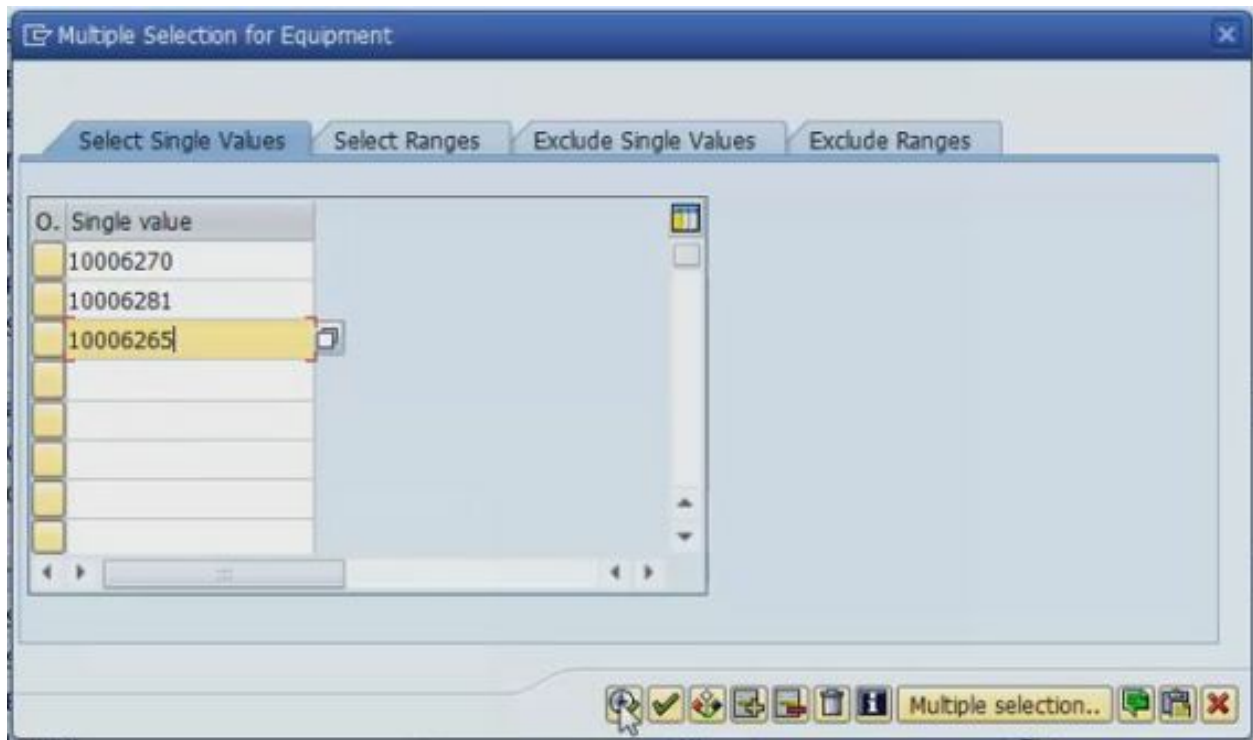 Multiple Selection for Equipment
Select Single Values
Select Ranges
Exclude Single Values
Exclude Ranges
O. Single value
10006270
10006281
10006265
Multiple selection..